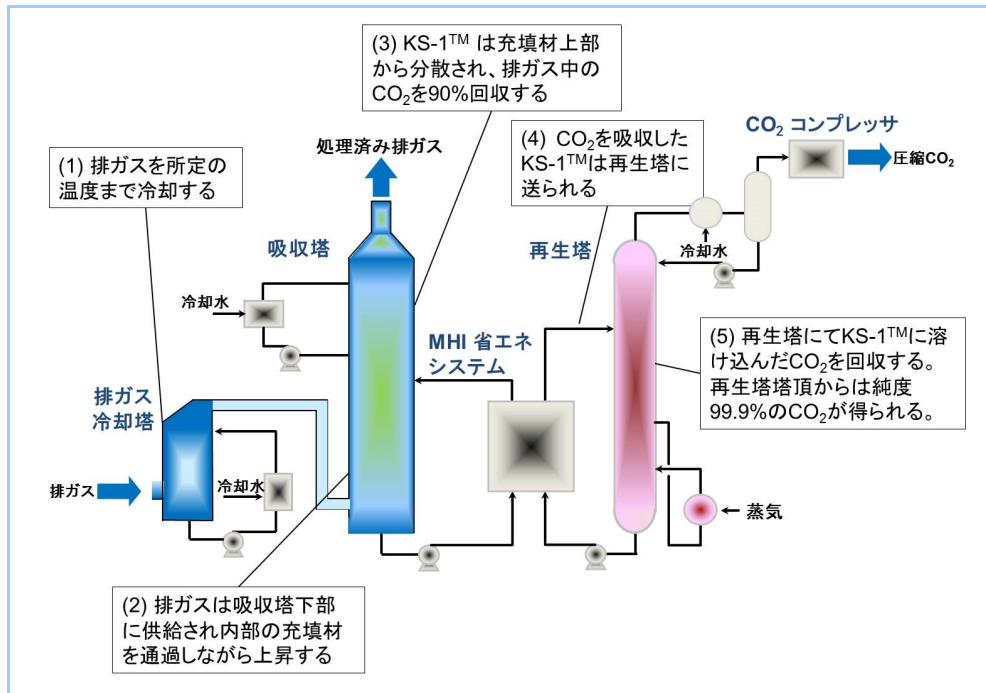 (3) KS-1™ は充填材上部
から分散され、排ガス中の
CO₂を90%回収する
(1) 排ガスを所定の
温度まで冷却する
処理済み排ガス
(4) CO₂を吸収した
KS-1™は再生塔に
送られる
CO₂ コンプレッサ
圧縮CO₂
吸収塔
再生塔
冷却水
冷却水
MHI 省エネ
システム
(5) 再生塔にてKS-1™に溶
け込んだCO₂を回収する。
再生塔塔頂からは純度
99.9%のCO₂が得られる。
排ガス
冷却塔
排ガス
冷却水
蒸気
(2) 排ガスは吸収塔下部
に供給され内部の充填材
を通過しながら上昇する